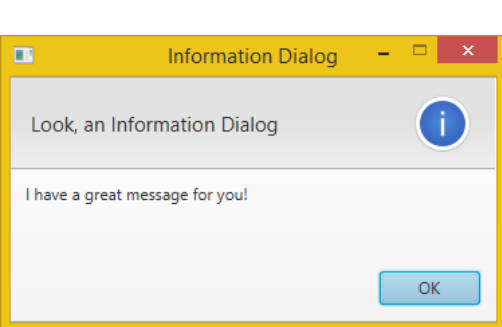 Information Dialog
Look, an Information Dialog
i
I have a great message for you!
OK